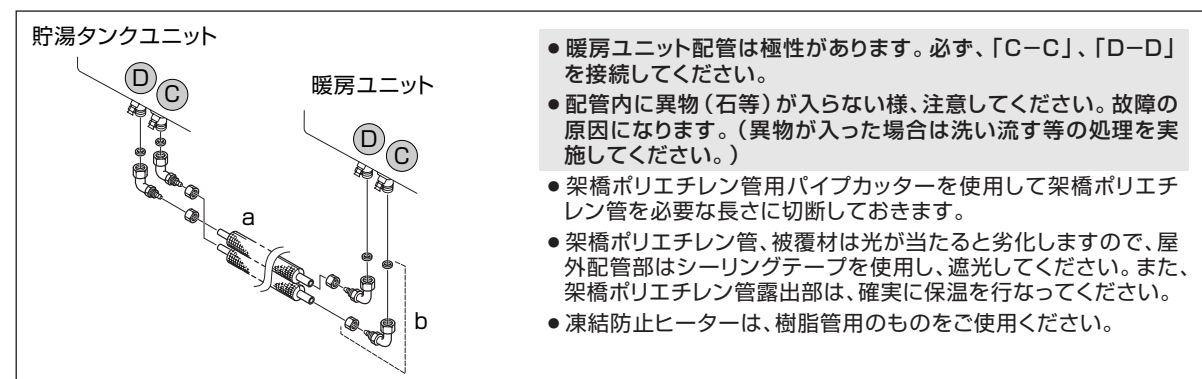 貯湯タンクユニット
D
C
暖房ユニット
D
C
a
b
● 暖房ユニット配管は極性があります。必ず、「C−C」、「D−D」
を接続してください。
● 配管内に異物（石等）が入らない様、注意してください。故障の
原因になります。（異物が入った場合は洗い流す等の処理を実
施してください。）
● 架橋ポリエチレン管用パイプカッターを使用して架橋ポリエチ
レン管を必要な長さに切断しておきます。
● 架橋ポリエチレン管、被覆材は光が当たると劣化しますので、屋
外配管部はシーリングテープを使用し、遮光してください。また、
架橋ポリエチレン管露出部は、確実に保温を行なってください。
● 凍結防止ヒーターは、樹脂管用のものをご使用ください。